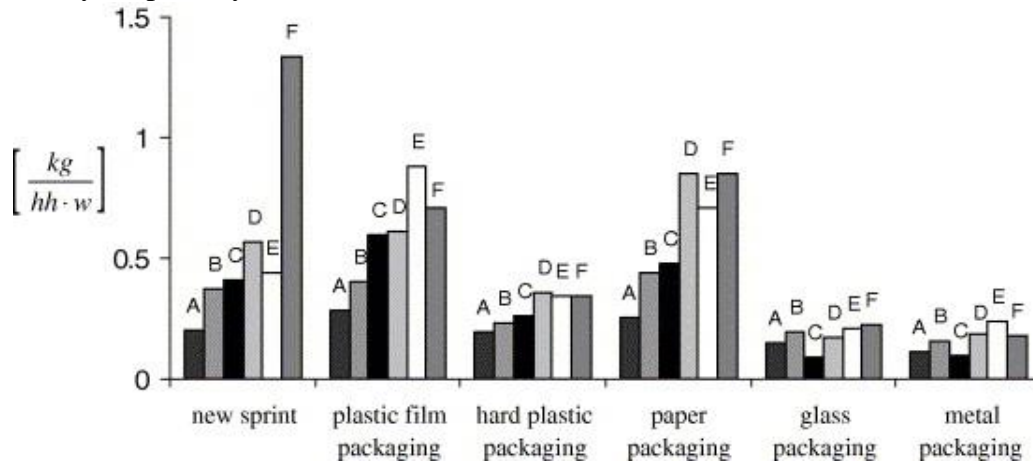 1.5
1
0.5
0
kg
hh · w
A B C D E F
A B C D E F
A B C D E F
A B C D E F
A B C D E F
A B C D E F
new sprint
plastic film
packaging
hard plastic
packaging
paper
packaging
glass
packaging
metal
packaging